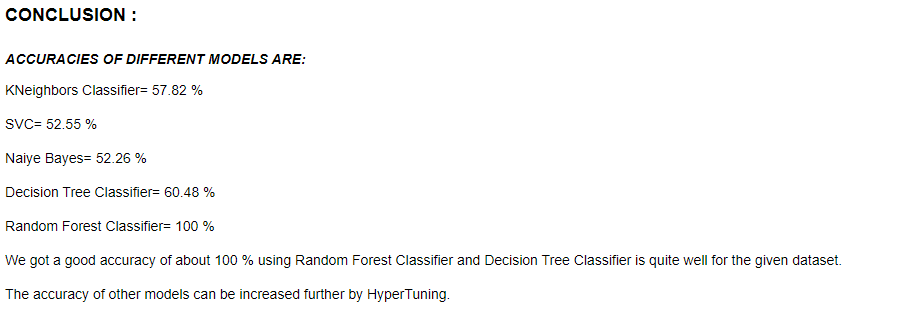 CONCLUSION :
ACCURACIES OF DIFFERENT MODELS ARE:
KNeighbors Classifier= 57.82 %
SVC= 52.55 %
Naiye Bayes= 52.26 %
Decision Tree Classifier= 60.48 %
Random Forest Classifier= 100 %
We got a good accuracy of about 100 % using Random Forest Classifier and Decision Tree Classifier is quite well for the given dataset.
The accuracy of other models can be increased further by HyperTuning.